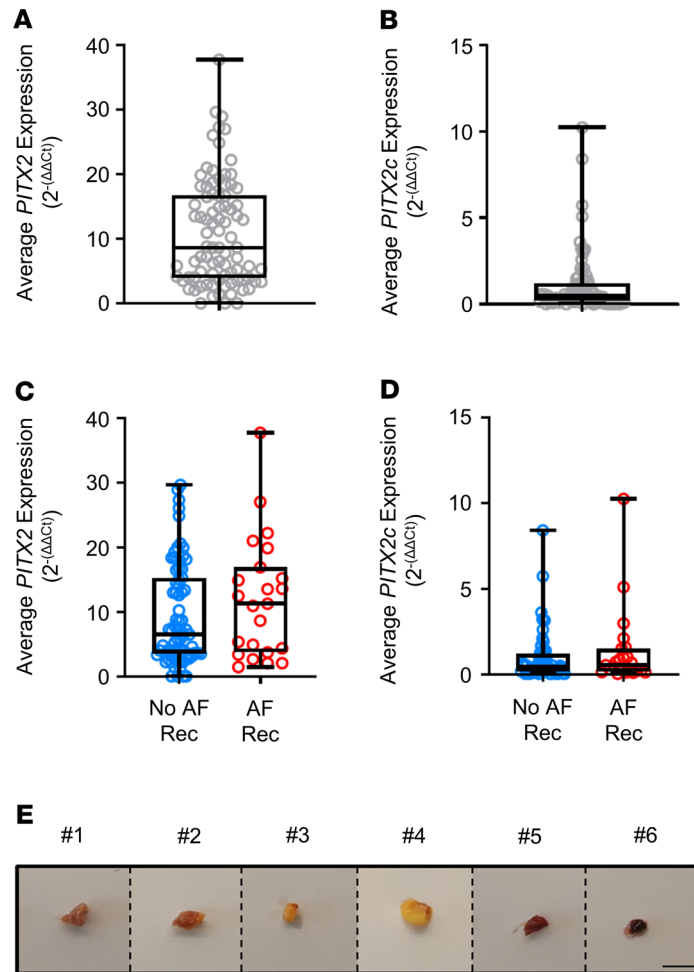 A
Average PITX2 Expression
(2-(ΔΔCt))
40
30
20
10
0
B
Average PITX2c Expression
(2-(ΔΔCt))
15
10
5
0
C
Average PITX2 Expression
(2-(ΔΔCt))
40
30
20
10
0
No AF
Rec
AF
Rec
D
Average PITX2c Expression
(2-(ΔΔCt))
15
10
5
0
No AF
Rec
AF
Rec
E
#1 #2 #3 #4 #5 #6